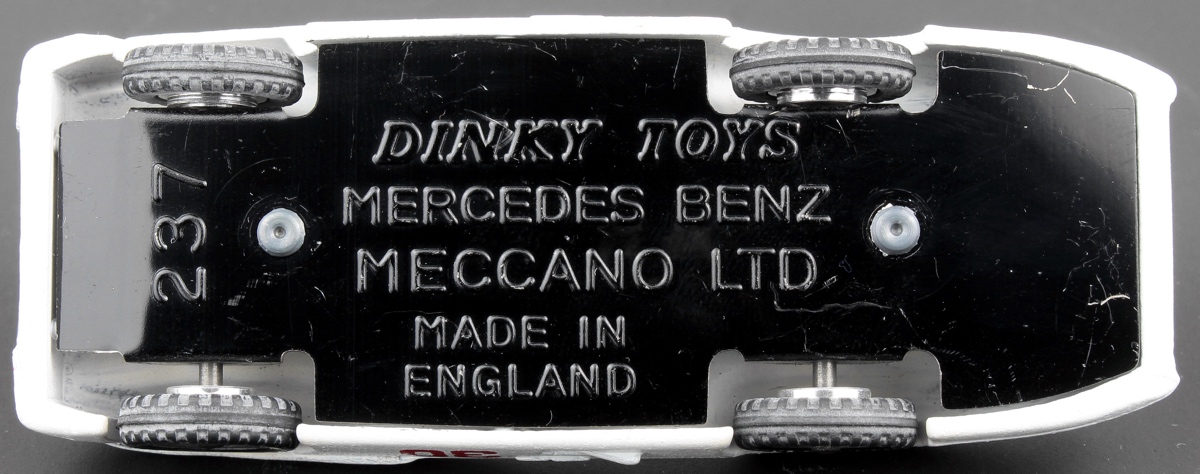 DINKY TOYS
MERCEDES BENZ
MECCANO LTD
MADE IN
ENGLAND
237